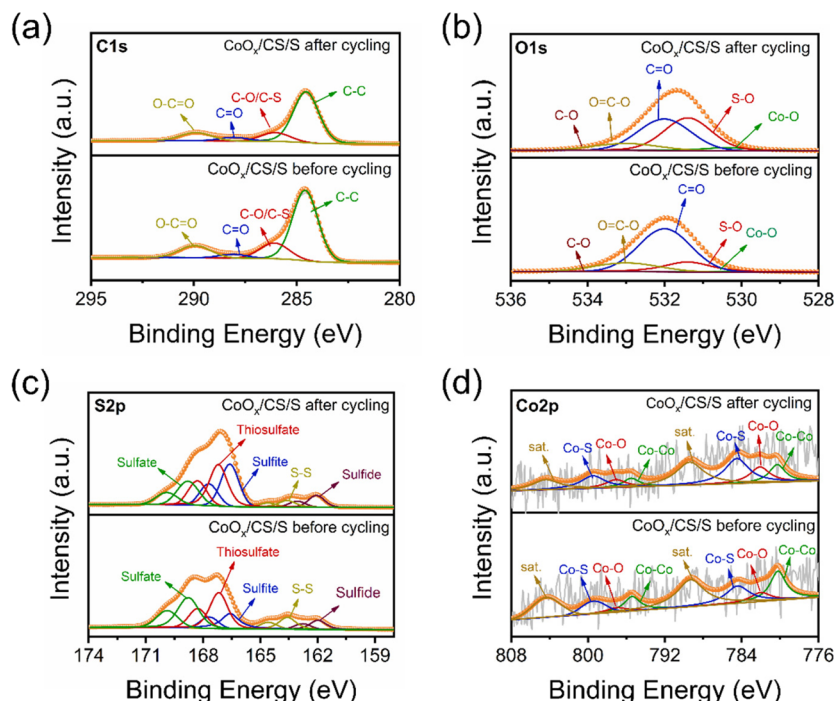 (a)
C1s
CoOx/CS/S after cycling
O-C=O
C=O
C-O/C-S
C-C
CoOx/CS/S before cycling
O-C=O
C=O
C-O/C-S
C-C
Intensity (a.u.)
295 290 285 280
Binding Energy (eV)
(b)
O1s
CoOx/CS/S after cycling
C=O
O=C-O
C-O
S-O
Co-O
CoOx/CS/S before cycling
C=O
O=C-O
C-O
S-O
Co-O
Intensity (a.u.)
536 534 532 530 528
Binding Energy (eV)
(c)
S2p
CoOx/CS/S after cycling
Thiosulfate
Sulfate
Sulfite
S-S
Sulfide
CoOx/CS/S before cycling
Thiosulfate
Sulfate
Sulfite
S-S
Sulfide
Intensity (a.u.)
174 171 168 165 162 159
Binding Energy (eV)
(d)
Co2p
CoOx/CS/S after cycling
sat.
Co-S
Co-O
Co-Co
sat.
Co-S
Co-O
Co-Co
CoOx/CS/S before cycling
sat.
Co-S
Co-O
Co-Co
sat.
Co-S
Co-O
Co-Co
Intensity (a.u.)
808 800 792 784 776
Binding Energy (eV)